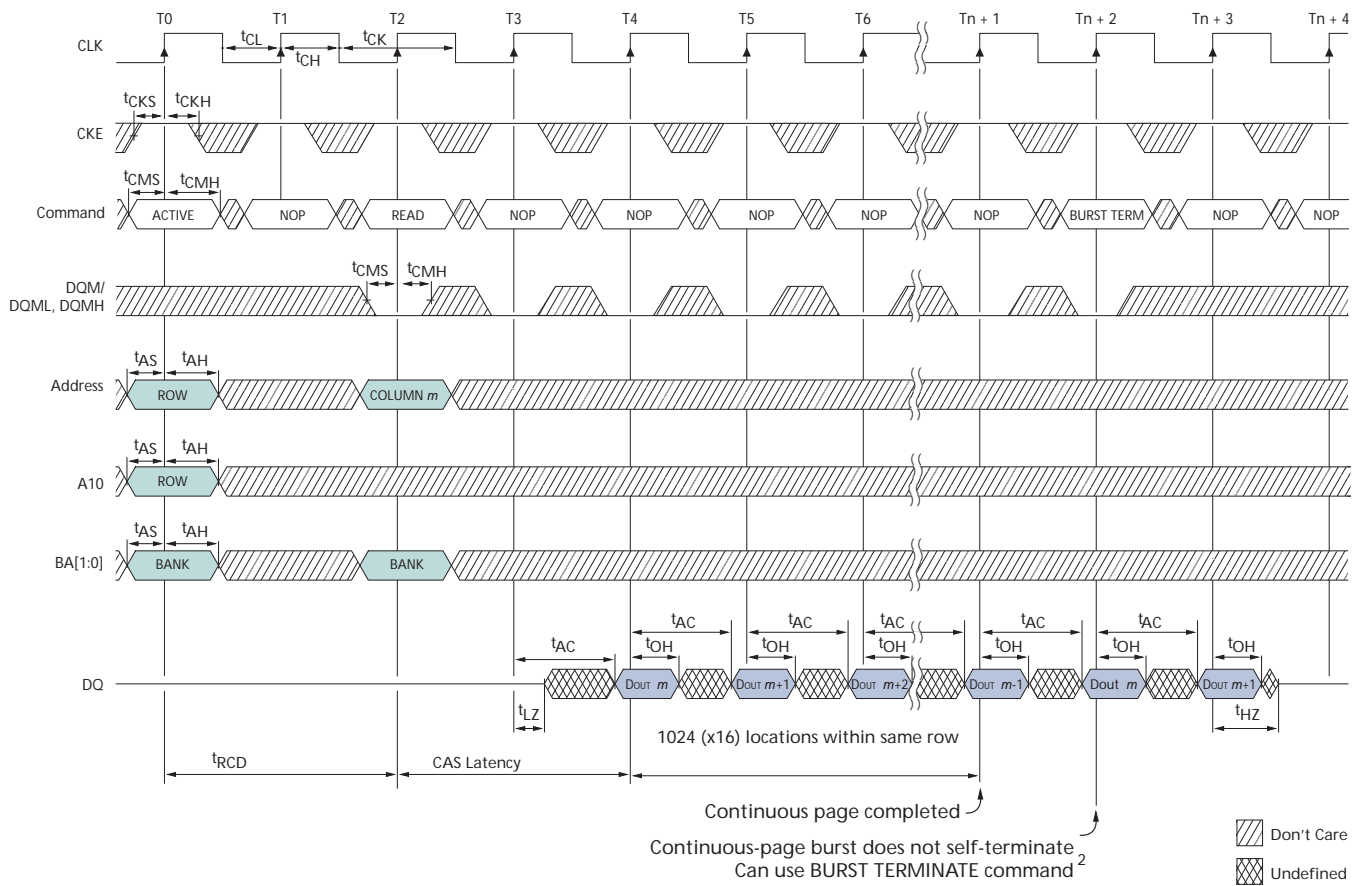 T0 T1 T2 T3 T4 T5 T6 Tn + 1 Tn + 2 Tn + 3 Tn + 4
CLK
tCL tCK
tCH
tCKS tCKH
CKE
tCMS tCMH
Command ACTIVE NOP READ NOP NOP NOP NOP NOP BURST TERM NOP NOP
tCMS tCMH
DQM/
DQML, DQMH
tAS tAH
Address ROW COLUMN m
tAS tAH
A10 ROW
tAS tAH
BA[1:0] BANK BANK
tAC tAC tAC tAC tAC tAC
tOH tOH tOH tOH tOH tOH
DQ DOUT m DOUT m+1 DOUT m+2 DOUT m-1 Dout m DOUT m+1
tLZ tHZ
1024 (x16) locations within same row
tRCD CAS Latency
Continuous page completed
Continuous-page burst does not self-terminate
Can use BURST TERMINATE command 2
Don't Care
Undefined